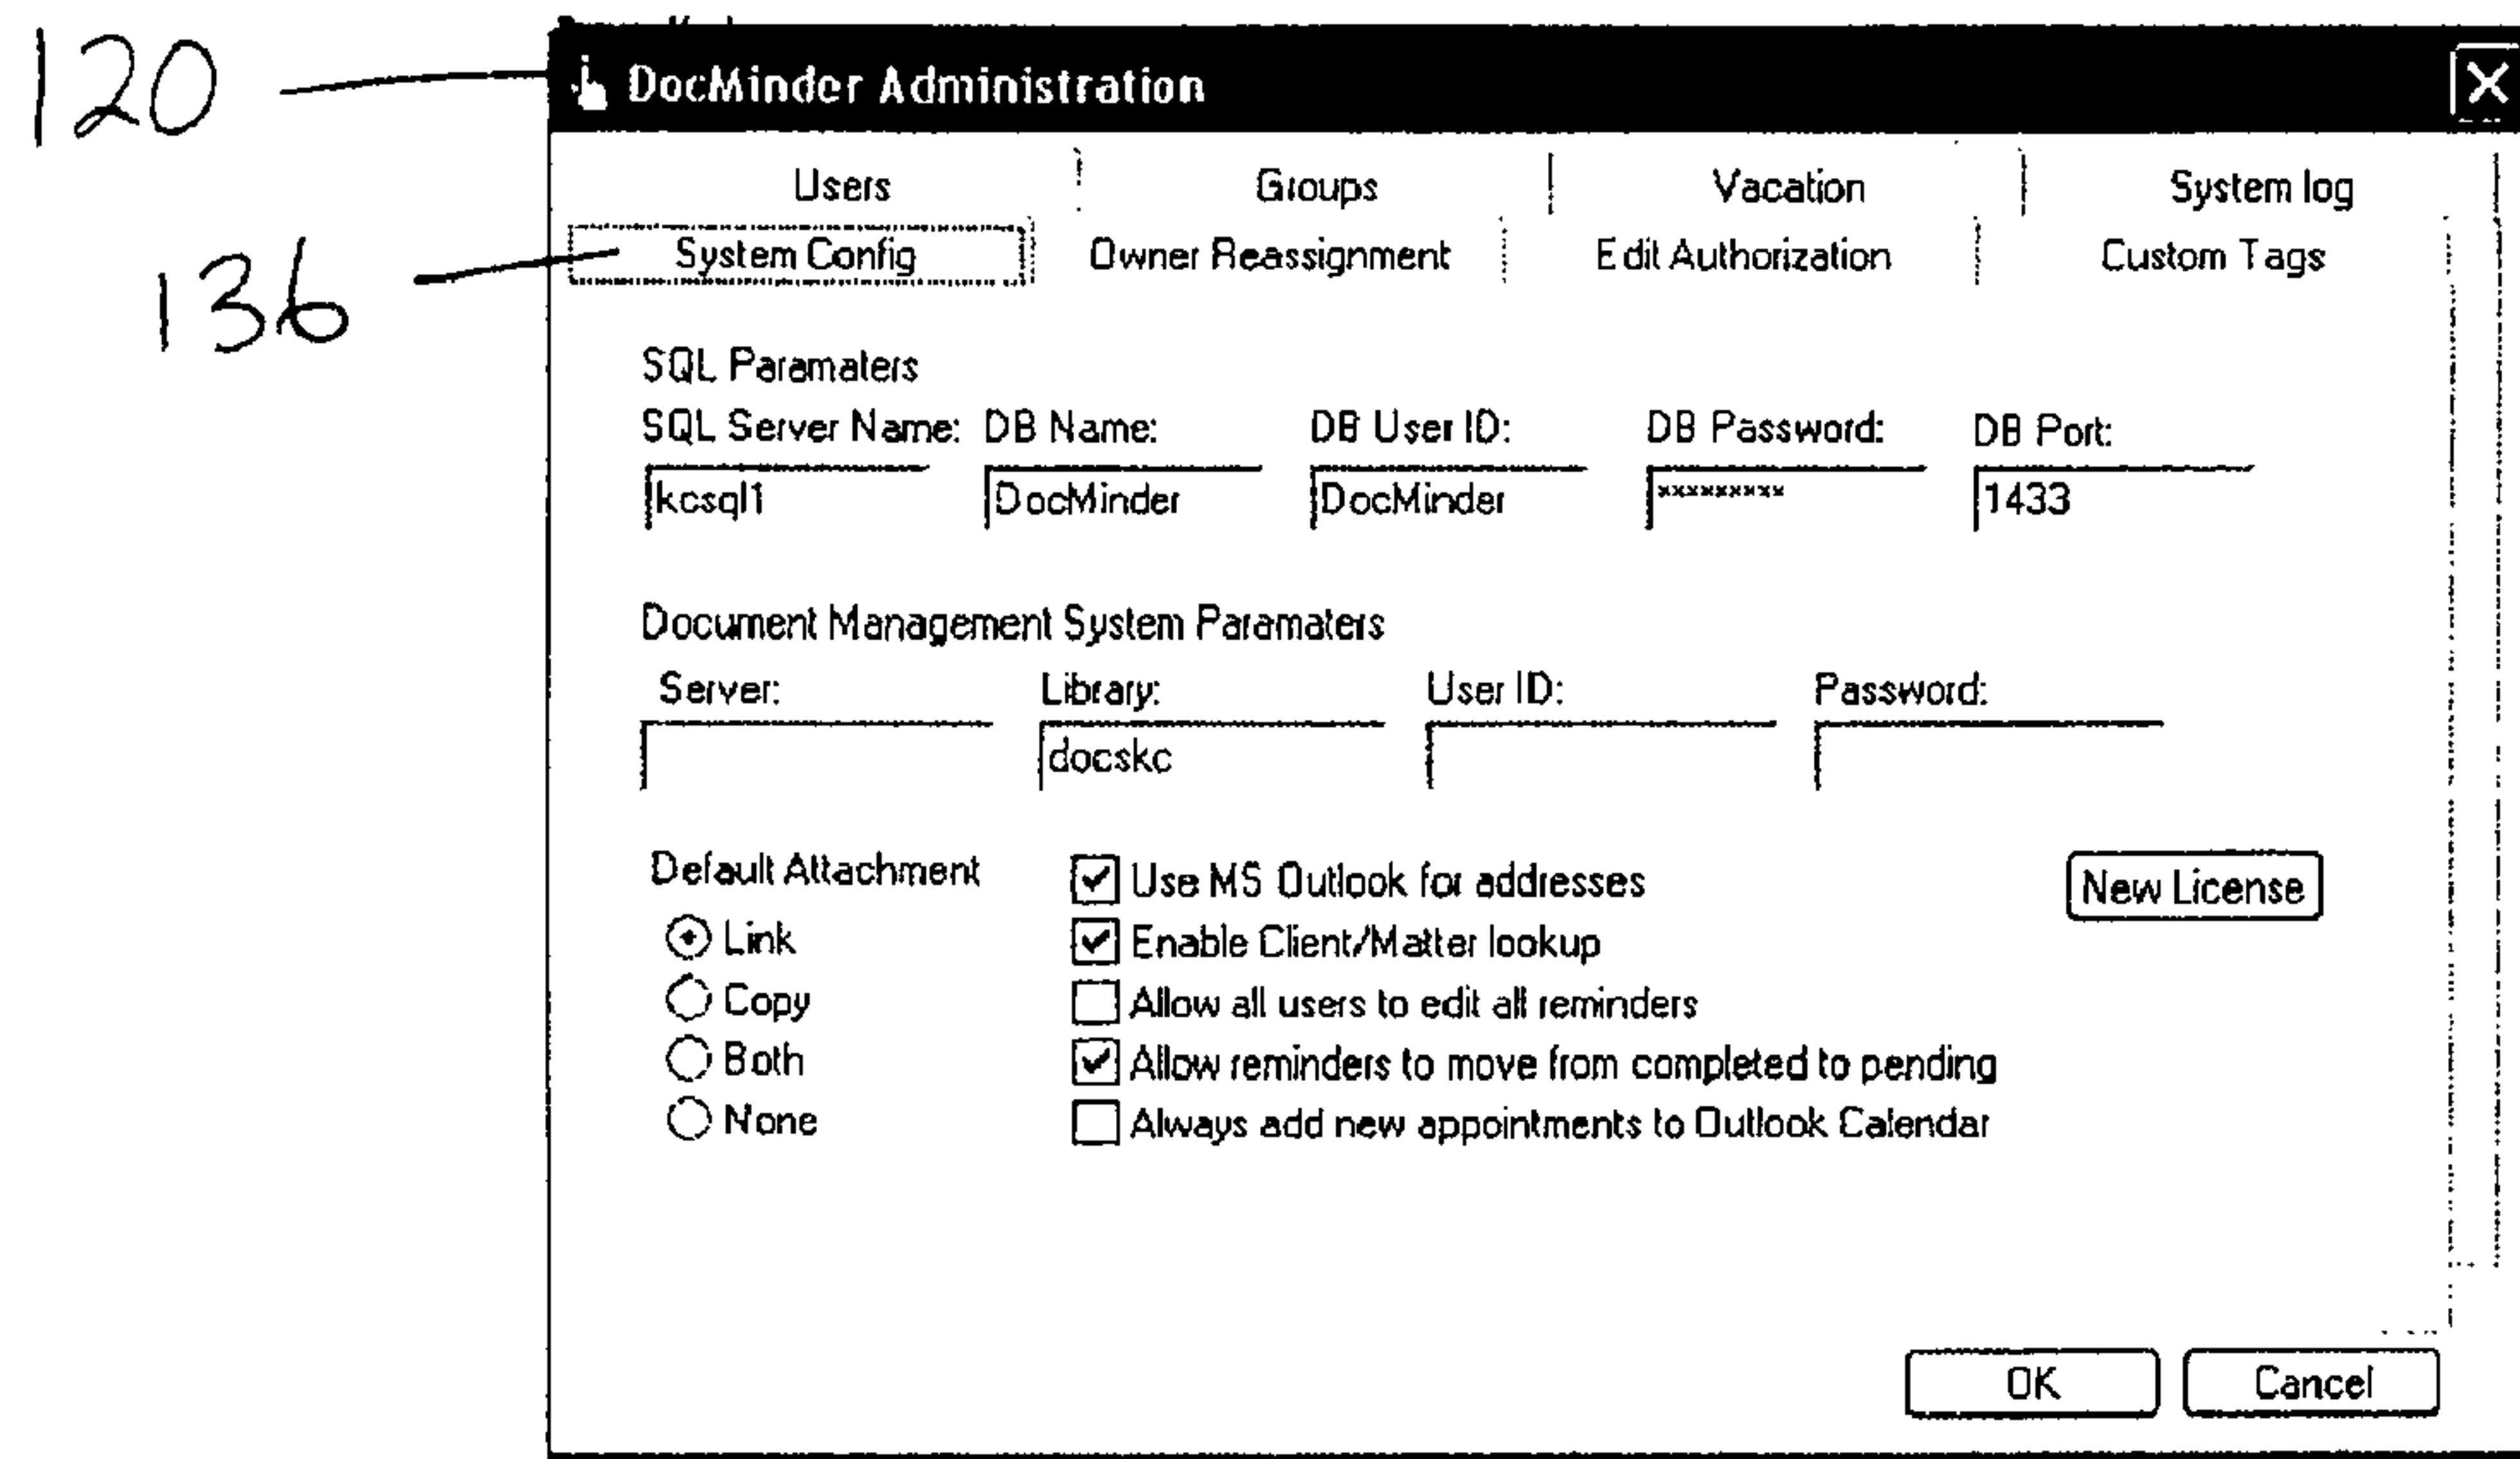 120
DocMinder Administration
Users Groups Vacation System log
System Config Owner Reassignment Edit Authorization Custom Tags
136
SQL Paramaters
SQL Server Name: DB Name: DB User ID: DB Password: DB Port:
kcsql1 DocMinder DocMinder ********* 1433
Document Management System Paramaters
Server: Library: User ID: Password:
docskc
Default Attachment
Link
Copy
Both
None
Use MS Outlook for addresses
Enable Client/Matter lookup
Allow all users to edit all reminders
Allow reminders to move from completed to pending
Always add new appointments to Outlook Calendar
New License
OK Cancel